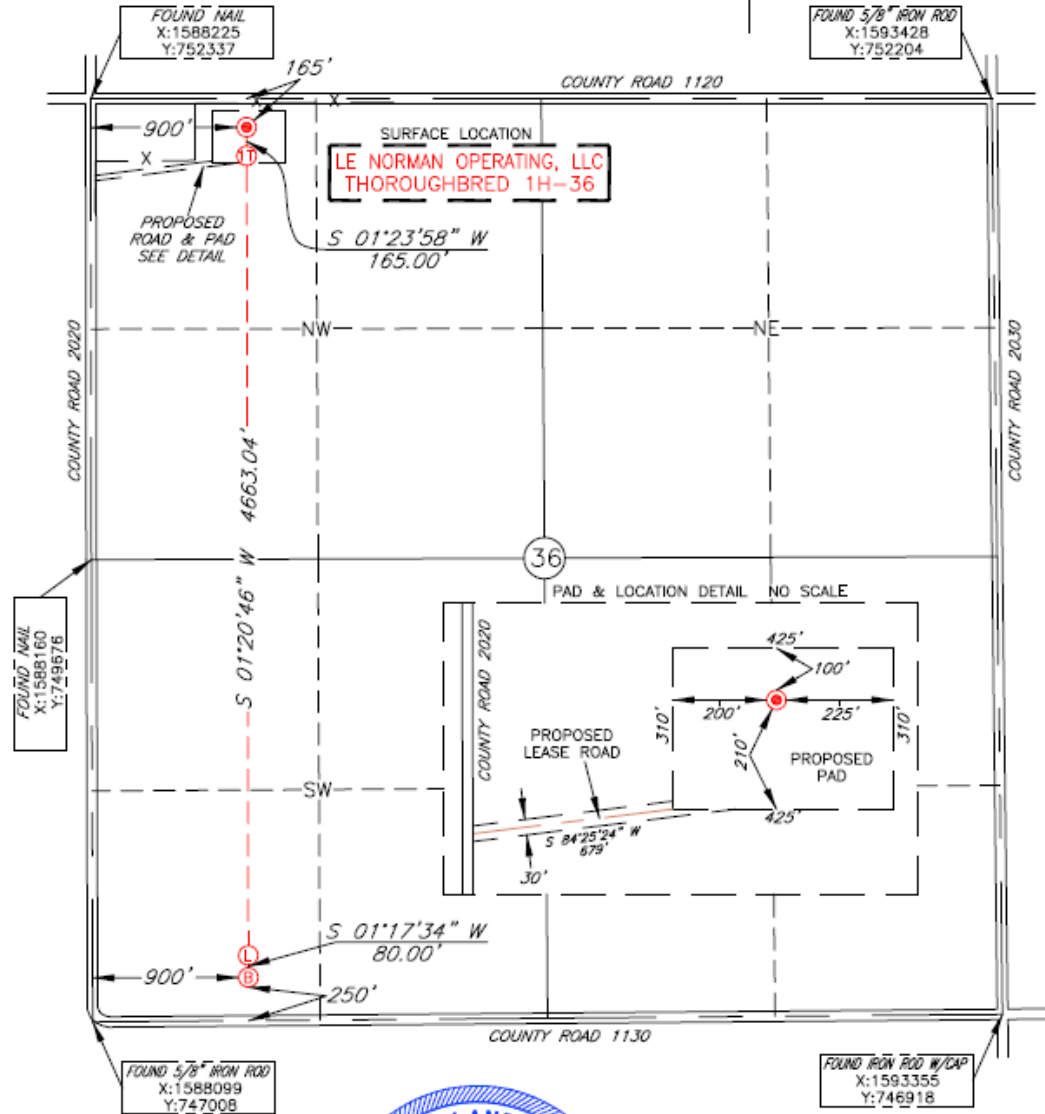 FOUND NAIL
X:1588225
Y:752337
FOUND 5/8" IRON ROD
X:1593428
Y:752204
165'
COUNTY ROAD 1120
X
X
900'
SURFACE LOCATION
1T
LE NORMAN OPERATING, LLC
THOROUGHBRED 1H-36
X
PROPOSED
ROAD & PAD
SEE DETAIL
S 01°23'58" W
165.00'
NW
NE
COUNTY ROAD 2020
COUNTY ROAD 2030
S 01°20'46" W 4663.04'
36
FOUND NAIL
X:1588160
Y:749676
PAD & LOCATION DETAIL NO SCALE
COUNTY ROAD 2020
425'
100'
200'
225'
310'
310'
210'
PROPOSED
LEASE ROAD
PROPOSED
PAD
425'
S 84°25'24" W
679'
30'
SW
S 01°17'34" W
80.00'
L
B
900'
250'
COUNTY ROAD 1130
FOUND 5/8" IRON ROD
X:1588099
Y:747008
FOUND IRON ROD W/CAP
X:1593355
Y:746918